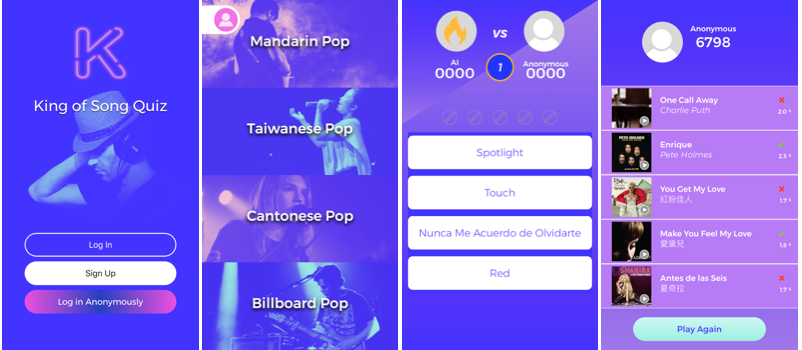 K
King of Song Quiz
Log In
Sign Up
Log in Anonymously
Mandarin Pop
Taiwanese Pop
Cantonese Pop
Billboard Pop
vs
AI
0000
1
Anonymous
0000
Spotlight
Touch
Nunca Me Acuerdo de Olvidarte
Red
Anonymous
6798
One Call Away
Charlie Puth
2.0 s
Enrique
Pete Holmes
2.3 s
You Get My Love
紅粉佳人
1.7 s
Make You Feel My Love
愛黛兒
1.8 s
Antes de las Seis
夏奇拉
1.7 s
PETE HOLMES
SHAKIRA
Play Again